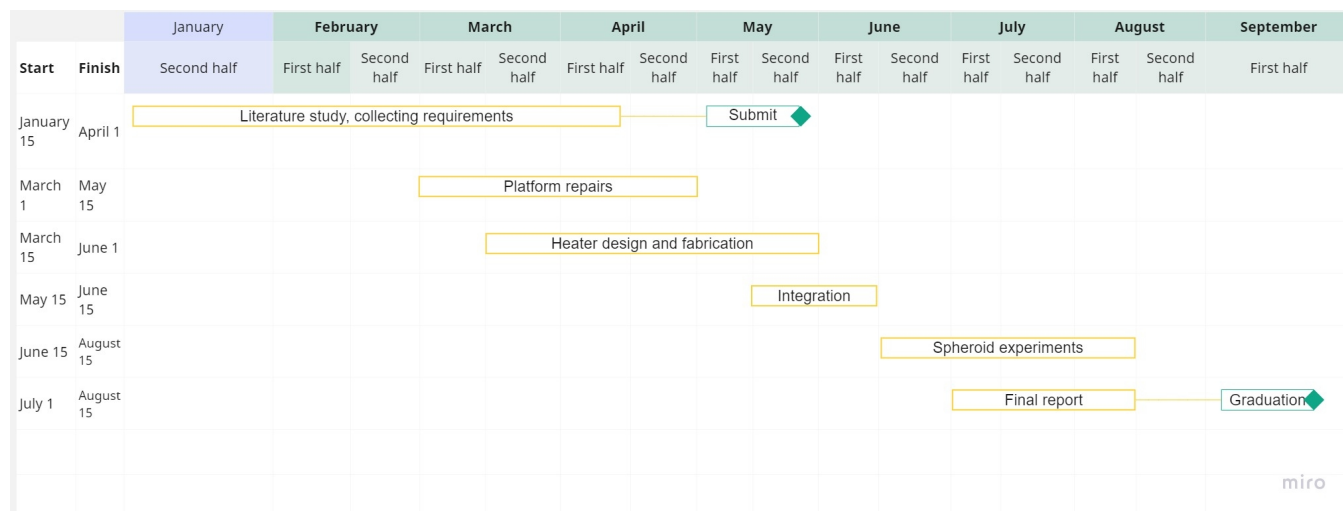 January February March April May June July August September
Start Finish Second half First half Second half First half Second half First half Second half First half Second half First half Second half First half Second half First half Second half First half
January 15 April 1 Literature study, collecting requirements Submit
March 1 May 15 Platform repairs
March 15 June 1 Heater design and fabrication
May 15 June 15 Integration
June 15 August 15 Spheroid experiments
July 1 August 15 Final report Graduation
miro